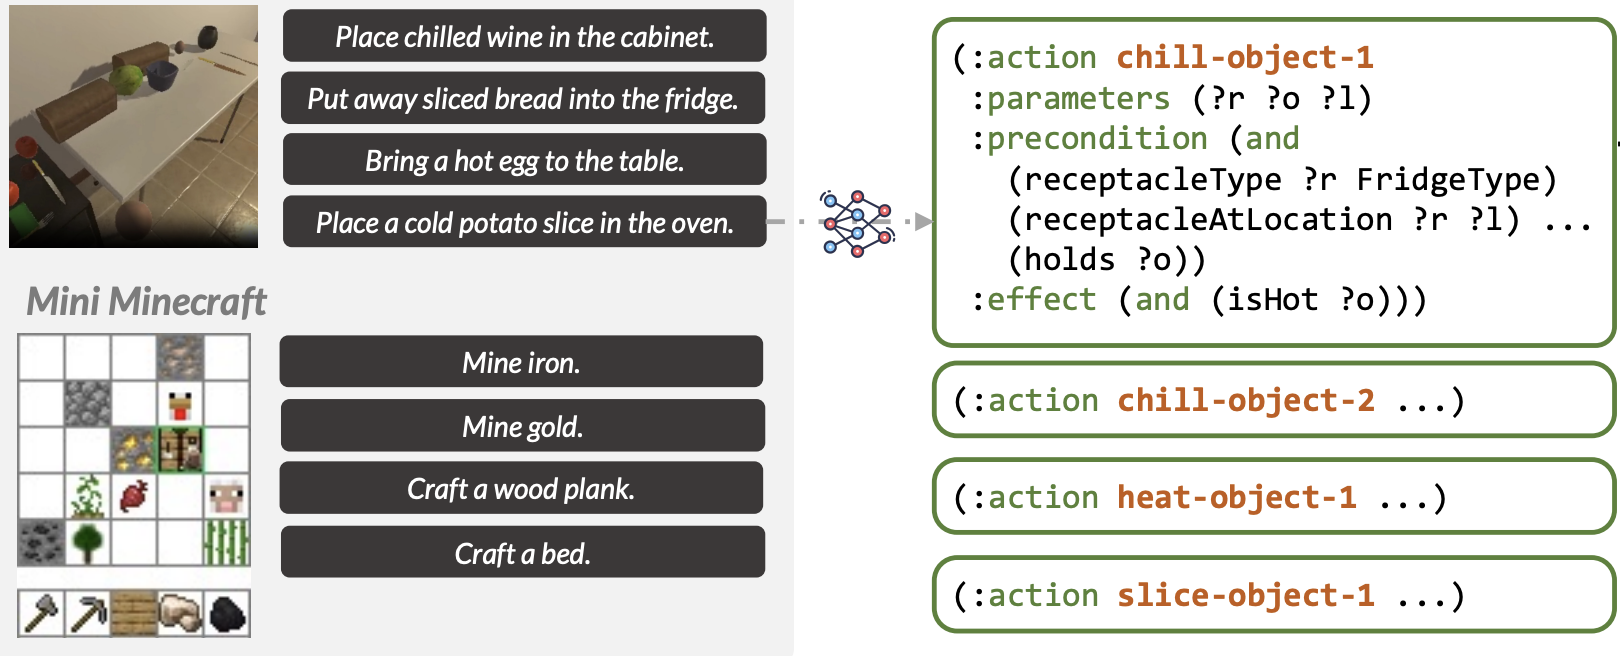 Place chilled wine in the cabinet.
Put away sliced bread into the fridge.
Bring a hot egg to the table.
Place a cold potato slice in the oven.
Mini Minecraft
Mine iron.
Mine gold.
Craft a wood plank.
Craft a bed.
(:action chill-object-1
:parameters (?r ?o ?l)
:precondition (and
(receptacleType ?r FridgeType)
(receptacleAtLocation ?r ?l) ...
(holds ?o))
:effect (and (isHot ?o)))
(:action chill-object-2 ...)
(:action heat-object-1 ...)
(:action slice-object-1 ...)